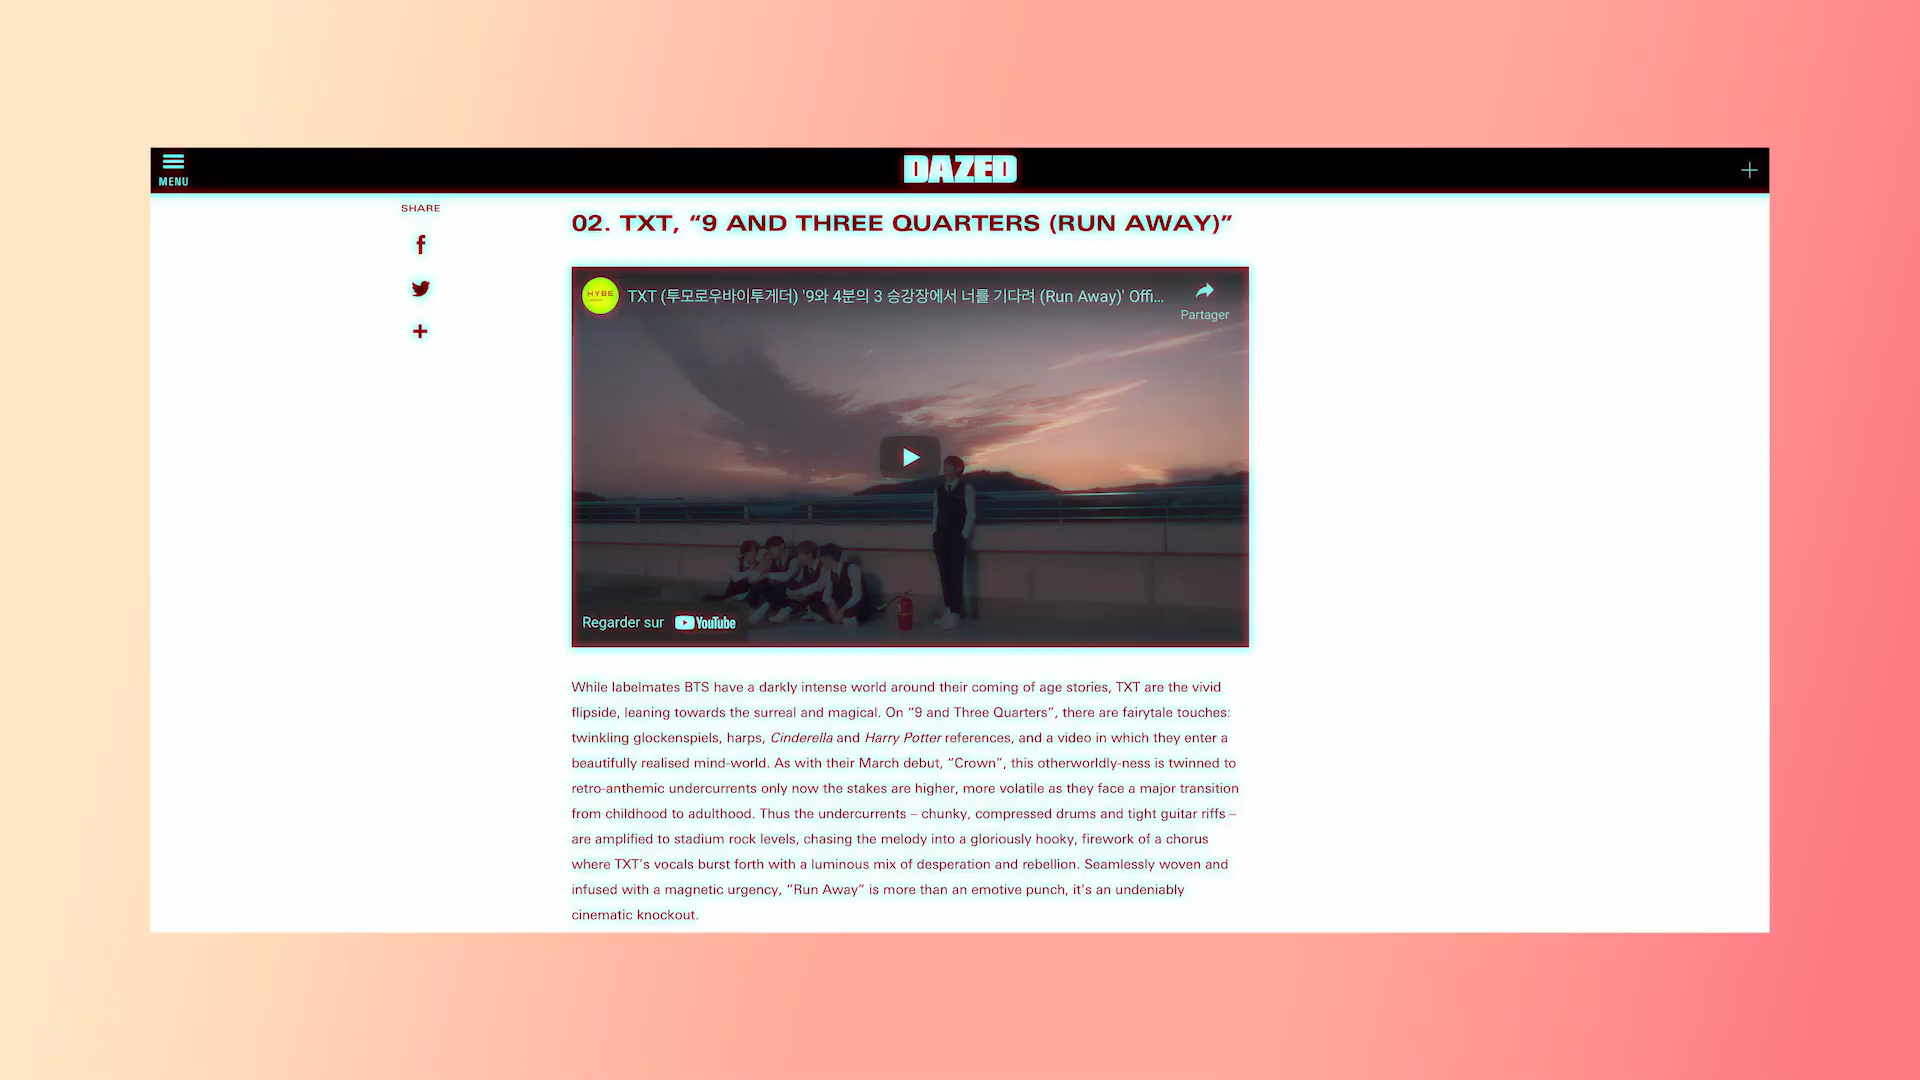 MENU
DAZED
SHARE
02. TXT, “9 AND THREE QUARTERS (RUN AWAY)”
HYBE
TXT (투모로우바이투게더) '9와 4분의 3 승강장에서 너를 기다려 (Run Away)' Offi...
Partager
Regarder sur YouTube
While labelmates BTS have a darkly intense world around their coming of age stories, TXT are the vivid
flipside, leaning towards the surreal and magical. On “9 and Three Quarters”, there are fairytale touches:
twinkling glockenspiels, harps, Cinderella and Harry Potter references, and a video in which they enter a
beautifully realised mind-world. As with their March debut, “Crown”, this otherworldly-ness is twinned to
retro-anthemic undercurrents only now the stakes are higher, more volatile as they face a major transition
from childhood to adulthood. Thus the undercurrents – chunky, compressed drums and tight guitar riffs –
are amplified to stadium rock levels, chasing the melody into a gloriously hooky, firework of a chorus
where TXT’s vocals burst forth with a luminous mix of desperation and rebellion. Seamlessly woven and
infused with a magnetic urgency, “Run Away” is more than an emotive punch, it’s an undeniably
cinematic knockout.